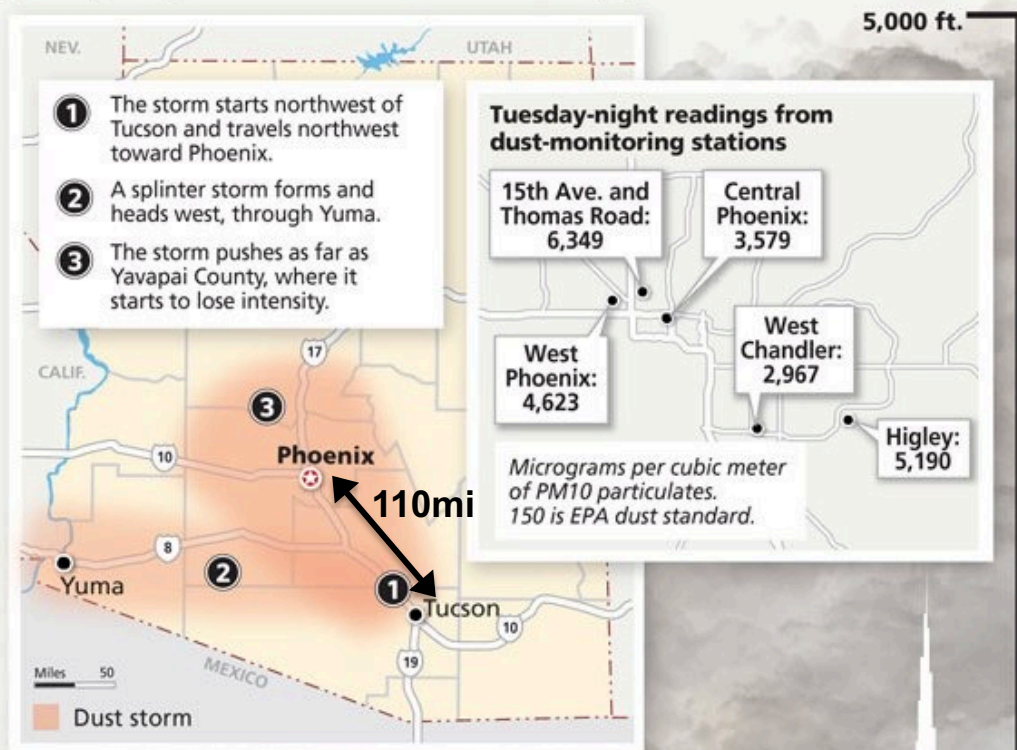 5,000 ft.
NEV.
UTAH
1 The storm starts northwest of
Tucson and travels northwest
toward Phoenix.
2 A splinter storm forms and
heads west, through Yuma.
3 The storm pushes as far as
Yavapai County, where it
starts to lose intensity.
Tuesday-night readings from
dust-monitoring stations
15th Ave. and
Thomas Road:
6,349
Central
Phoenix:
3,579
West
Phoenix:
4,623
West
Chandler:
2,967
Higley:
5,190
Micrograms per cubic meter
of PM10 particulates.
150 is EPA dust standard.
CALIF.
17
3
10
Phoenix
110mi
8
2
1
Yuma
Tucson
10
19
MEXICO
Miles 50
Dust storm